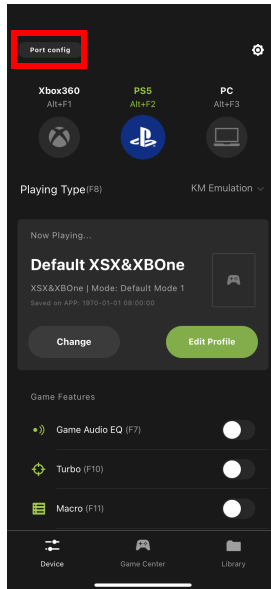 Port config
Xbox360 PS5 PC
Alt+F1 Alt+F2 Alt+F3
Playing Type(F8) KM Emulation
Now Playing...
Default XSX&XBOne
XSX&XBOne | Mode: Default Mode 1
Saved on APP: 1970-01-01 08:00:00
Change Edit Profile
Game Features
Game Audio EQ (F7)
Turbo (F10)
Macro (F11)
Device Game Center Library